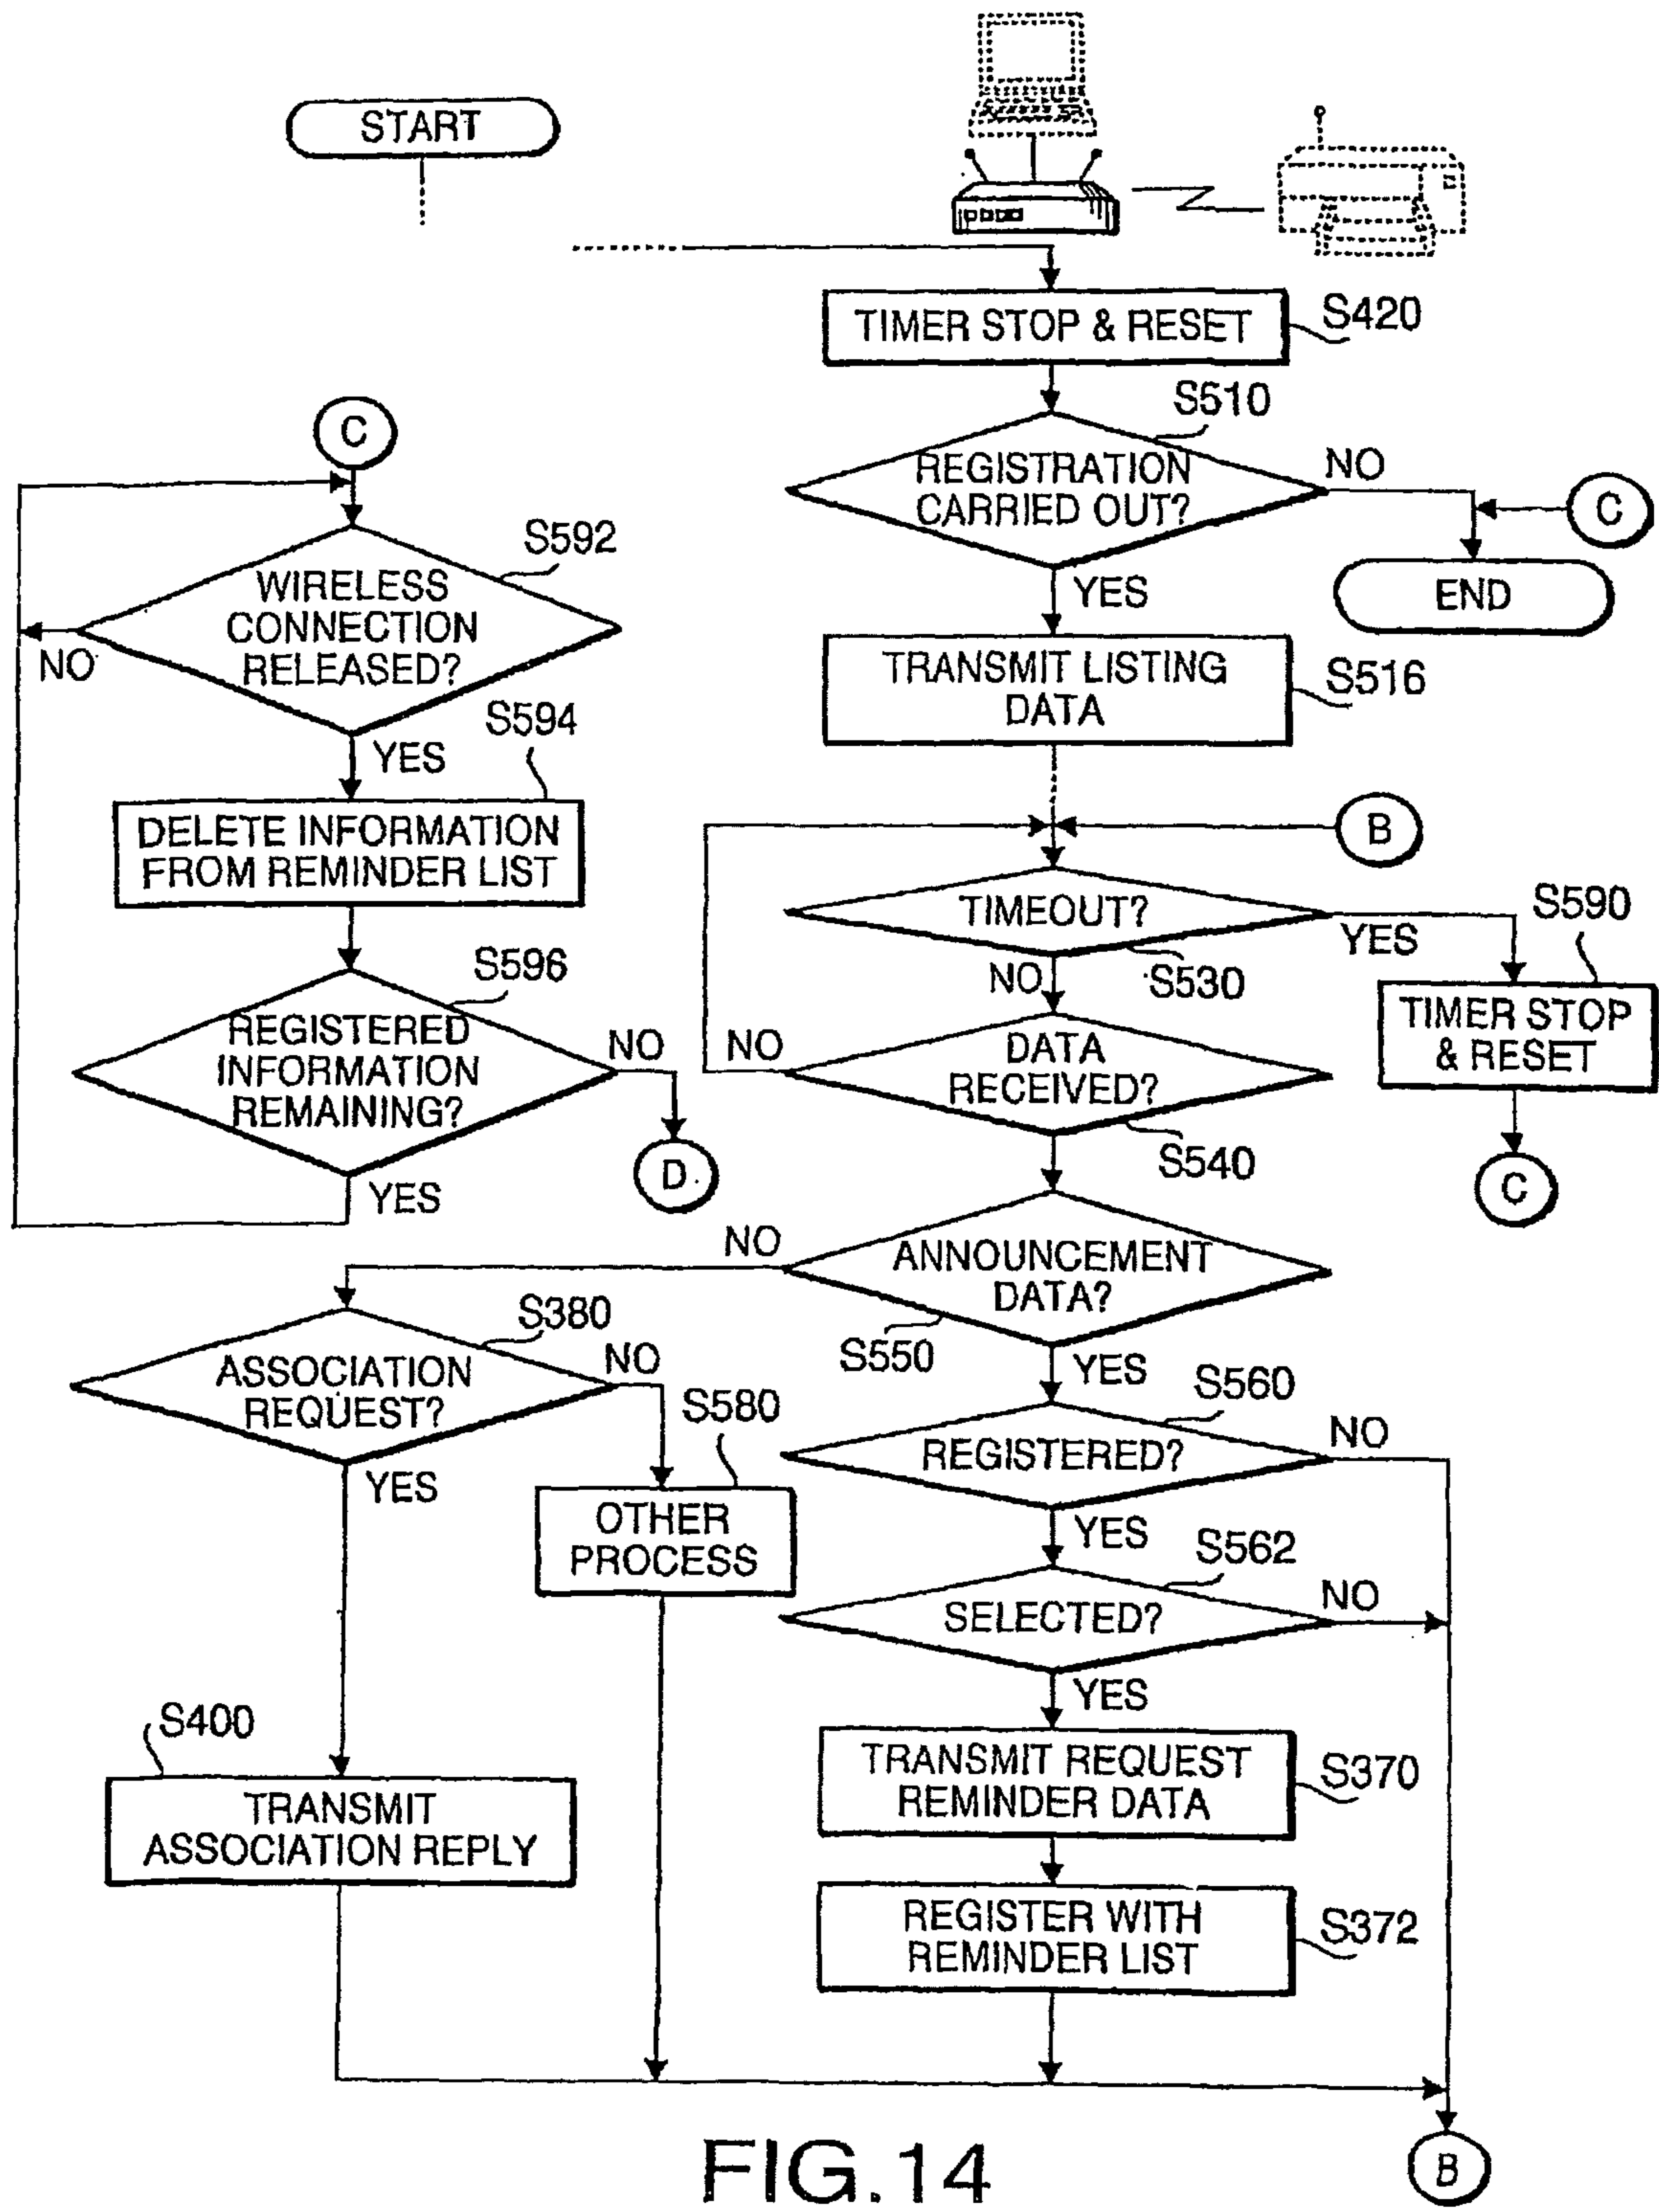 START
TIMER STOP & RESET
S420
S510
REGISTRATION
CARRIED OUT?
NO
C
END
YES
TRANSMIT LISTING
DATA
S516
B
TIMEOUT?
YES
S590
S530
NO
TIMER STOP
& RESET
C
DATA
RECEIVED?
NO
S540
C
S592
WIRELESS
CONNECTION
RELEASED?
NO
S594
YES
DELETE INFORMATION
FROM REMINDER LIST
S596
REGISTERED
INFORMATION
REMAINING?
NO
D
YES
NO
ANNOUNCEMENT
DATA?
S550
YES
S380
ASSOCIATION
REQUEST?
NO
S580
YES
OTHER
PROCESS
S560
REGISTERED?
NO
YES
S562
SELECTED?
NO
YES
S400
TRANSMIT
ASSOCIATION REPLY
TRANSMIT REQUEST
REMINDER DATA
S370
REGISTER WITH
REMINDER LIST
S372
B
FIG.14